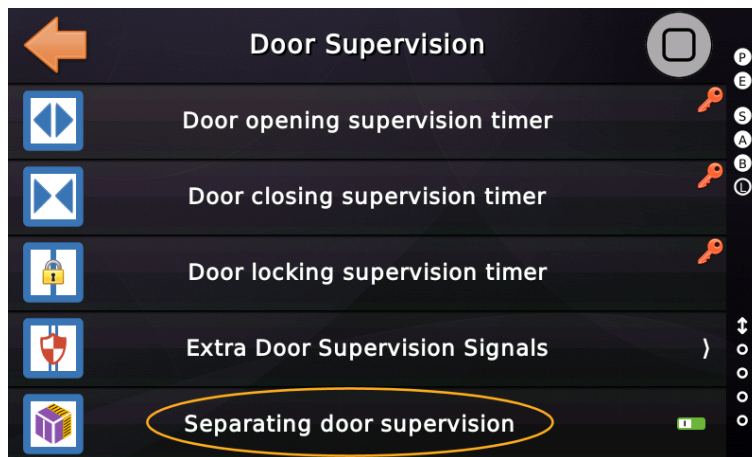 Door Supervision
Door opening supervision timer
Door closing supervision timer
Door locking supervision timer
Extra Door Supervision Signals
Separating door supervision
P
E
S
A
B
L